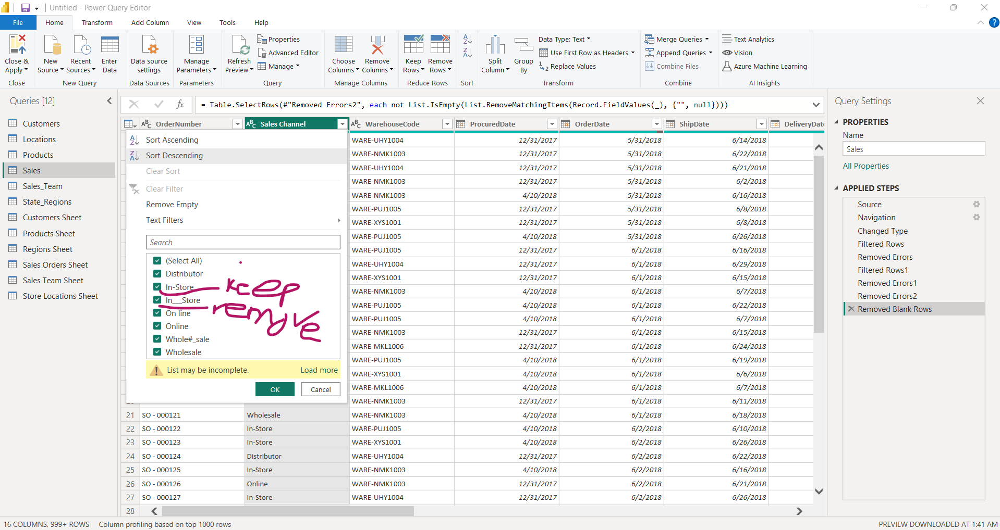 Untitled - Power Query Editor
File Home Transform Add Column View Tools Help
Close & Apply
Close
New Source
Recent Sources
Enter Data
New Query
Data source settings
Data Sources
Manage Parameters
Parameters
Refresh Preview
Properties
Advanced Editor
Manage
Query
Choose Columns
Remove Columns
Manage Columns
Keep Rows
Remove Rows
Reduce Rows
Sort
Split Column
Group By
Data Type: Text
Use First Row as Headers
Replace Values
Transform
Merge Queries
Append Queries
Combine Files
Combine
Text Analytics
Vision
Azure Machine Learning
AI Insights
Queries [12]
Customers
Locations
Products
Sales
Sales_Team
State_Regions
Customers Sheet
Products Sheet
Regions Sheet
Sales Orders Sheet
Sales Team Sheet
Store Locations Sheet
fx = Table.SelectRows(#"Removed Errors2", each not List.IsEmpty(List.RemoveMatchingItems(Record.FieldValues(_), {"", null})))
OrderNumber Sales Channel WarehouseCode ProcuredDate OrderDate ShipDate DeliveryDate
Sort Ascending
Sort Descending
Clear Sort
Clear Filter
Remove Empty
Text Filters
Search
(Select All)
Distributor
In-Store keep
In___Store remove
On line
Online
Whole#_sale
Wholesale
List may be incomplete. Load more
OK Cancel
WARE-UHY1004 12/31/2017 5/31/2018 6/14/2018
WARE-NMK1003 12/31/2017 5/31/2018 6/22/2018
WARE-UHY1004 12/31/2017 5/31/2018 6/21/2018
WARE-NMK1003 12/31/2017 5/31/2018 6/2/2018
WARE-NMK1003 4/10/2018 5/31/2018 6/16/2018
WARE-PUJ1005 12/31/2017 5/31/2018 6/8/2018
WARE-XYS1001 12/31/2017 5/31/2018 6/8/2018
WARE-PUJ1005 4/10/2018 5/31/2018 6/26/2018
WARE-PUJ1005 12/31/2017 6/1/2018 6/16/2018
WARE-UHY1004 12/31/2017 6/1/2018 6/29/2018
WARE-XYS1001 12/31/2017 6/1/2018 6/15/2018
WARE-NMK1003 4/10/2018 6/1/2018 6/7/2018
WARE-PUJ1005 4/10/2018 6/1/2018 6/22/2018
WARE-PUJ1005 4/10/2018 6/1/2018 6/7/2018
WARE-NMK1003 12/31/2017 6/1/2018 6/15/2018
WARE-MKL1006 12/31/2017 6/1/2018 6/24/2018
WARE-PUJ1005 4/10/2018 6/1/2018 6/19/2018
WARE-XYS1001 4/10/2018 6/1/2018 6/6/2018
WARE-MKL1006 4/10/2018 6/1/2018 6/7/2018
WARE-NMK1003 12/31/2017 6/1/2018 6/11/2018
21 SO - 000121 Wholesale WARE-NMK1003 4/10/2018 6/1/2018 6/18/2018
22 SO - 000122 In-Store WARE-PUJ1005 4/10/2018 6/2/2018 6/10/2018
23 SO - 000123 In-Store WARE-XYS1001 4/10/2018 6/2/2018 6/26/2018
24 SO - 000124 Distributor WARE-UHY1004 12/31/2017 6/2/2018 6/22/2018
25 SO - 000125 In-Store WARE-NMK1003 4/10/2018 6/2/2018 6/16/2018
26 SO - 000126 Online WARE-NMK1003 12/31/2017 6/2/2018 6/21/2018
27 SO - 000127 In-Store WARE-UHY1004 12/31/2017 6/2/2018 6/26/2018
28
Query Settings
PROPERTIES
Name
Sales
All Properties
APPLIED STEPS
Source
Navigation
Changed Type
Filtered Rows
Removed Errors
Filtered Rows1
Removed Errors1
Removed Errors2
Removed Blank Rows
16 COLUMNS, 999+ ROWS Column profiling based on top 1000 rows PREVIEW DOWNLOADED AT 1:41 AM